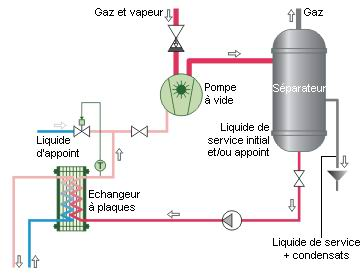 Gaz et vapeur
Gaz
Pompe
à vide
Séparateur
Liquide
d'appoint
Liquide de
service initial
et/ou appoint
T
Echangeur
à plaques
Liquide de service
+ condensats